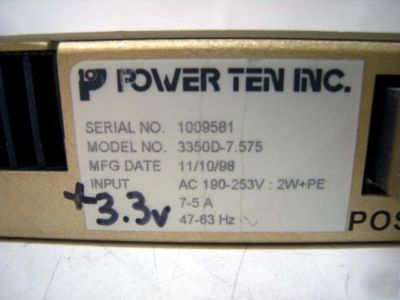 POWER TEN INC.
SERIAL NO. 1009581
MODEL NO. 3350D-7.575
MFG DATE 11/10/98
INPUT AC 190-253V : 2W+PE
7-5 A
47-63 Hz ~
+3.3v
POS
usedequip